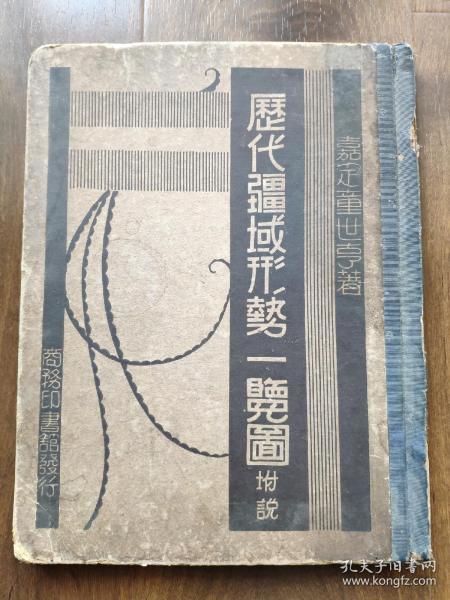 嘉定童世亨著
歷代疆域形勢一覽圖
附說
商務印書館發行
孔夫子旧书网
www.kongfz.com